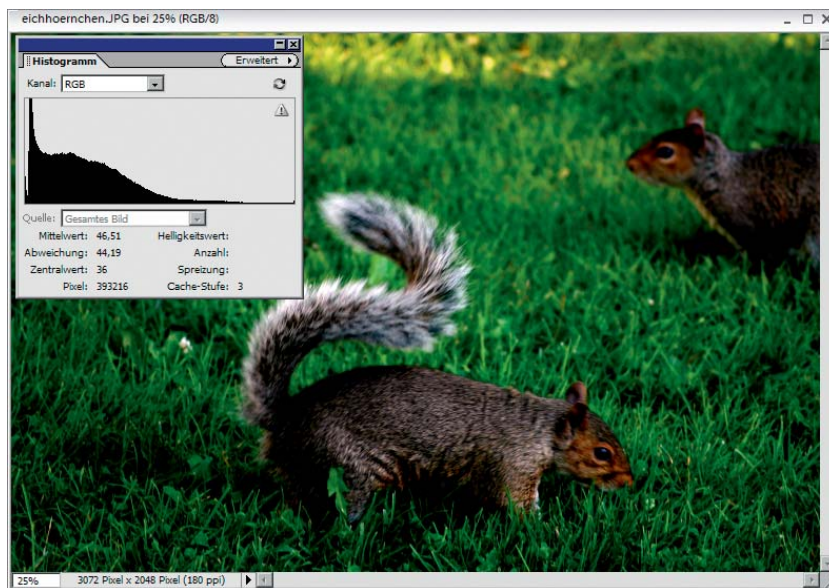 eichhoernchen.JPG bei 25% (RGB/8)
Histogramm
Erweitert
Kanal: RGB
Quelle: Gesamtes Bild
Mittelwert: 46,51 Helligkeitswert:
Abweichung: 44,19 Anzahl:
Zentralwert: 36 Spreizung:
Pixel: 393216 Cache-Stufe: 3
25% 3072 Pixel x 2048 Pixel (180 ppi)